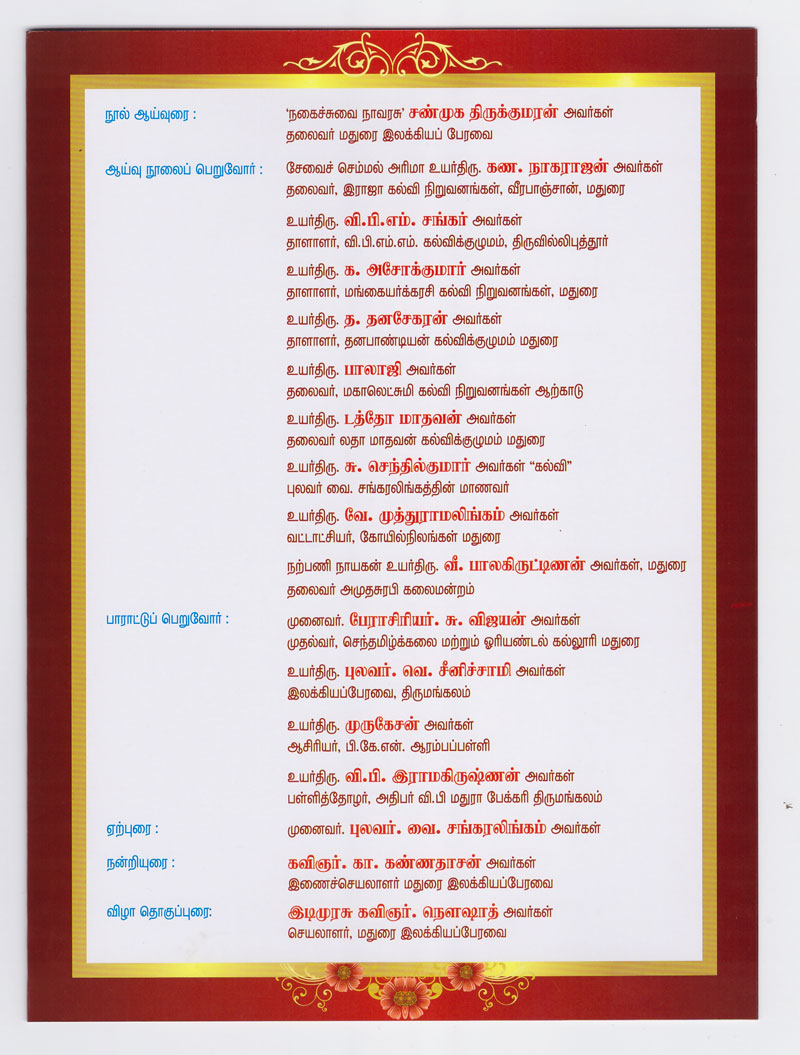 நூல் ஆய்வுரை : 'நகைச்சுவை நாவரசு' சண்முக திருக்குமரன் அவர்கள்
தலைவர் மதுரை இலக்கியப் பேரவை
ஆய்வு நூலைப் பெறுவோர் : சேவைச் செம்மல் அரிமா உயர்திரு. கண. நாகராஜன் அவர்கள்
தலைவர், இராஜா கல்வி நிறுவனங்கள், வீரபாஞ்சான், மதுரை
உயர்திரு. வி.பி.எம். சங்கர் அவர்கள்
தாளாளர், வி.பி.எம்.எம். கல்விக்குழுமம், திருவில்லிபுத்தூர்
உயர்திரு. க. அசோக்குமார் அவர்கள்
தாளாளர், மங்கையர்க்கரசி கல்வி நிறுவனங்கள், மதுரை
உயர்திரு. த. தனசேகரன் அவர்கள்
தாளாளர், தனபாண்டியன் கல்விக்குழுமம் மதுரை
உயர்திரு. பாலாஜி அவர்கள்
தலைவர், மகாலெட்சுமி கல்வி நிறுவனங்கள் ஆற்காடு
உயர்திரு. டத்தோ மாதவன் அவர்கள்
தலைவர் லதா மாதவன் கல்விக்குழுமம் மதுரை
உயர்திரு. சு. செந்தில்குமார் அவர்கள் “கல்வி”
புலவர் வை. சங்கரலிங்கத்தின் மாணவர்
உயர்திரு. வே. முத்துராமலிங்கம் அவர்கள்
வட்டாட்சியர், கோயில்நிலங்கள் மதுரை
நற்பணி நாயகன் உயர்திரு. வீ. பாலகிருட்டிணன் அவர்கள், மதுரை
தலைவர் அமுதசுரபி கலைமன்றம்
பாராட்டுப் பெறுவோர் : முனைவர். பேராசிரியர். சு. விஜயன் அவர்கள்
முதல்வர், செந்தமிழ்க்கலை மற்றும் ஓரியண்டல் கல்லூரி மதுரை
உயர்திரு. புலவர். வெ. சீனிச்சாமி அவர்கள்
இலக்கியப்பேரவை, திருமங்கலம்
உயர்திரு. முருகேசன் அவர்கள்
ஆசிரியர், பி.கே.என். ஆரம்பப்பள்ளி
உயர்திரு. வி.பி. இராமகிருஷ்ணன் அவர்கள்
பள்ளித்தோழர், அதிபர் வி.பி மதுரா பேக்கரி திருமங்கலம்
ஏற்புரை : முனைவர். புலவர். வை. சங்கரலிங்கம் அவர்கள்
நன்றியுரை : கவிஞர். கா. கண்ணதாசன் அவர்கள்
இணைச்செயலாளர் மதுரை இலக்கியப்பேரவை
விழா தொகுப்புரை: இடிமுரசு கவிஞர். நௌஷாத் அவர்கள்
செயலாளர், மதுரை இலக்கியப்பேரவை